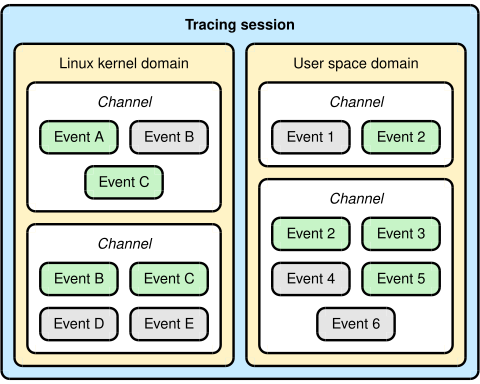 Tracing session
Linux kernel domain
Channel
Event A
Event B
Event C
Channel
Event B
Event C
Event D
Event E
User space domain
Channel
Event 1
Event 2
Channel
Event 2
Event 3
Event 4
Event 5
Event 6